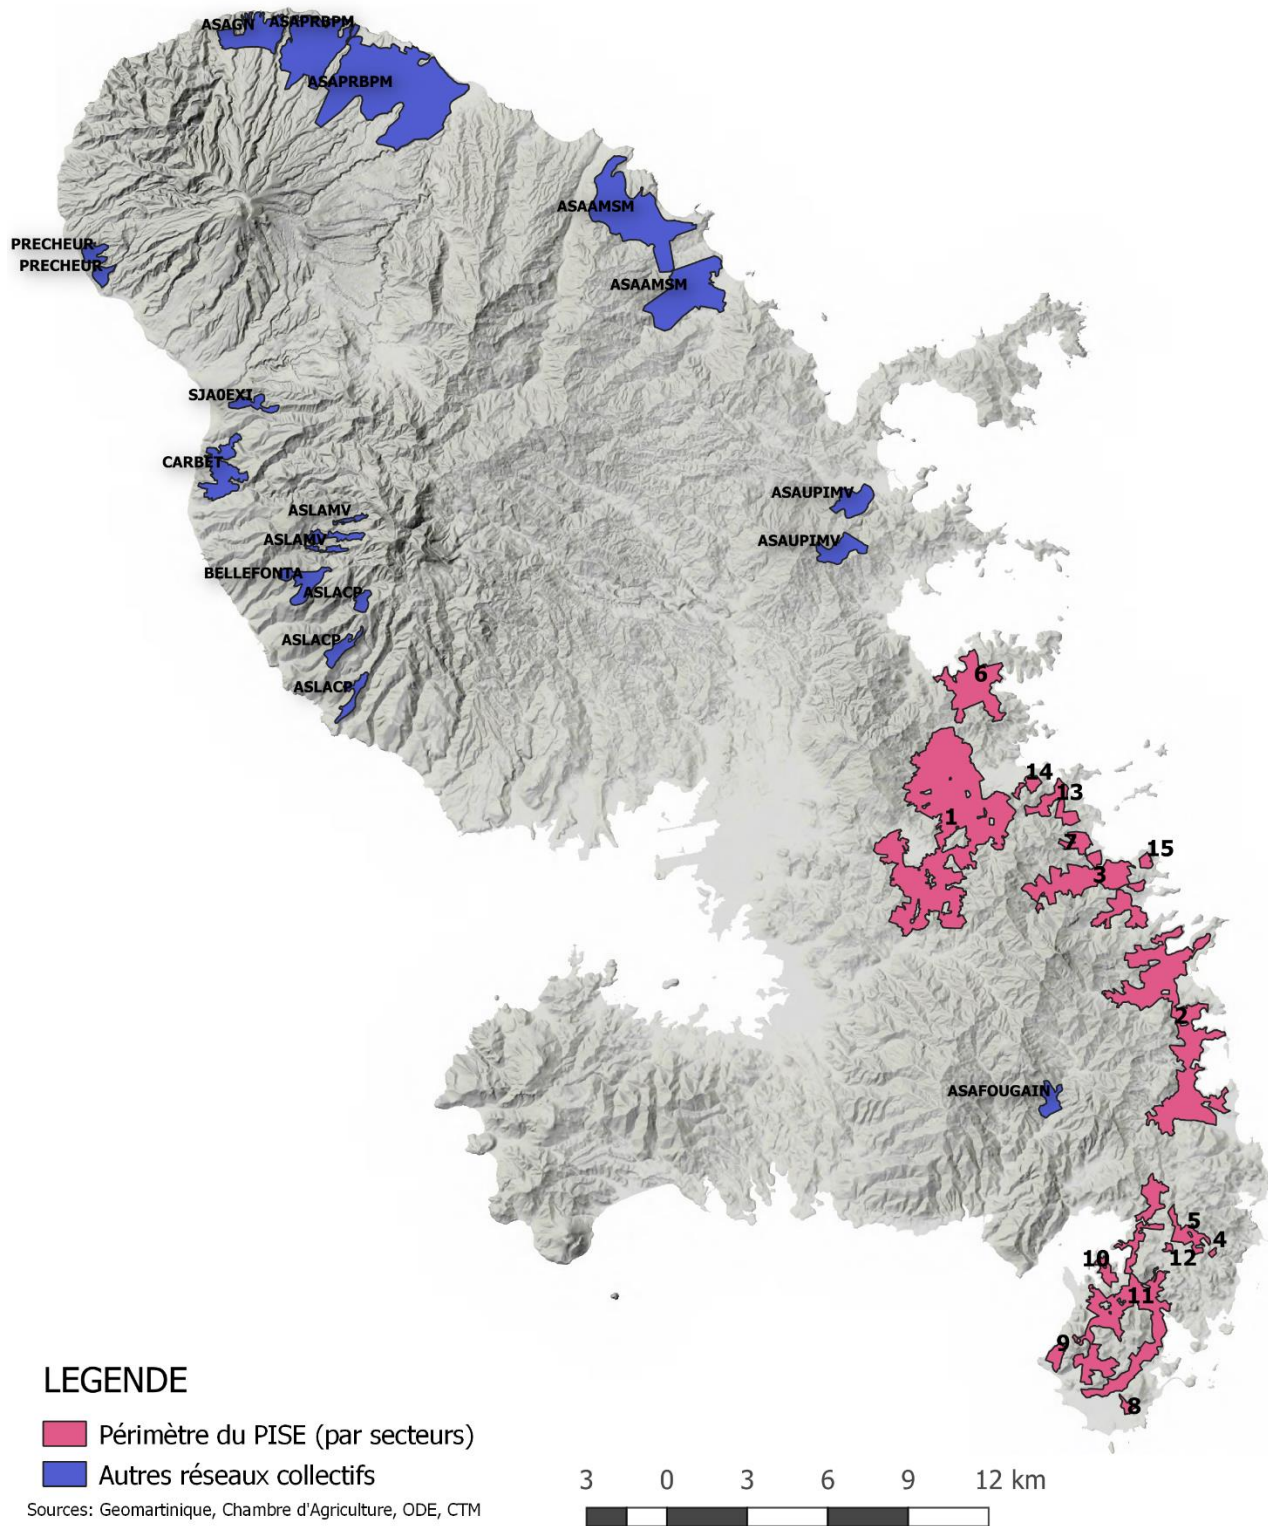 ASAGN
ASAPRBPM
ASAPRBPM
ASAAMSM
PRECHEUR
PRECHEUR
ASAAMSM
SJA0EXI
CARBET
ASAUPIMV
ASLAMV
ASLAMV
ASAUPIMV
BELLEFONTA
ASLACP
ASLACP
6
ASLACP
14
13
1
7
15
3
2
ASAFOUGAIN
5
4
10
12
11
9
8
LEGENDE
Périmètre du PISE (par secteurs)
Autres réseaux collectifs
Sources: Geomartinique, Chambre d'Agriculture, ODE, CTM
3 0 3 6 9 12 km